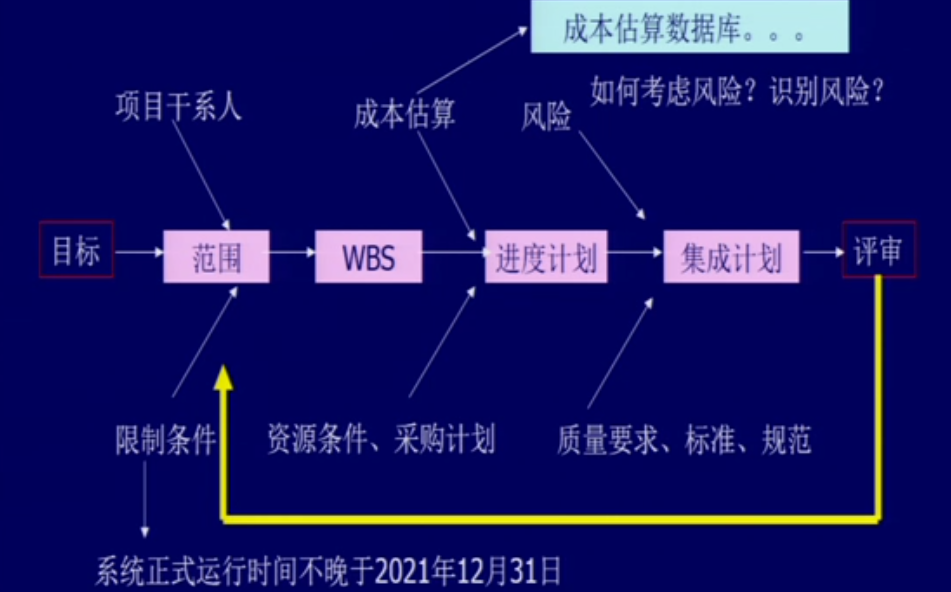 成本估算数据库。。。
如何考虑风险？识别风险？
项目干系人
成本估算
风险
目标
范围
WBS
进度计划
集成计划
评审
限制条件
资源条件、采购计划
质量要求、标准、规范
系统正式运行时间不晚于2021年12月31日